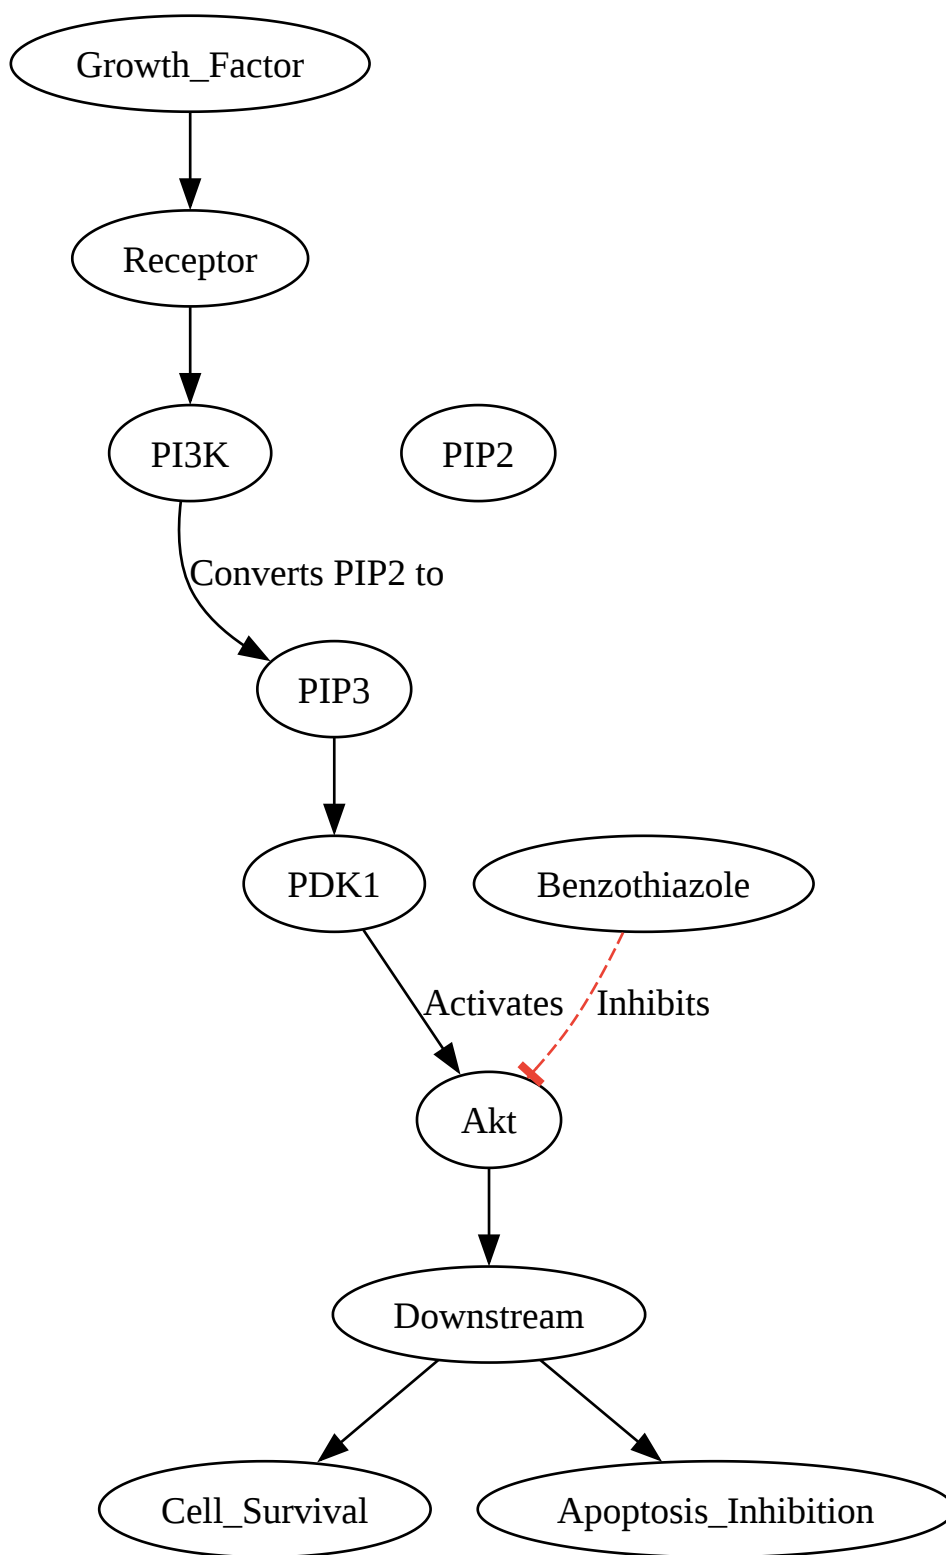 Growth_Factor
Receptor
PI3K
PIP2
Converts PIP2 to
PIP3
PDK1
Benzothiazole
Activates
Inhibits
Akt
Downstream
Cell_Survival
Apoptosis_Inhibition